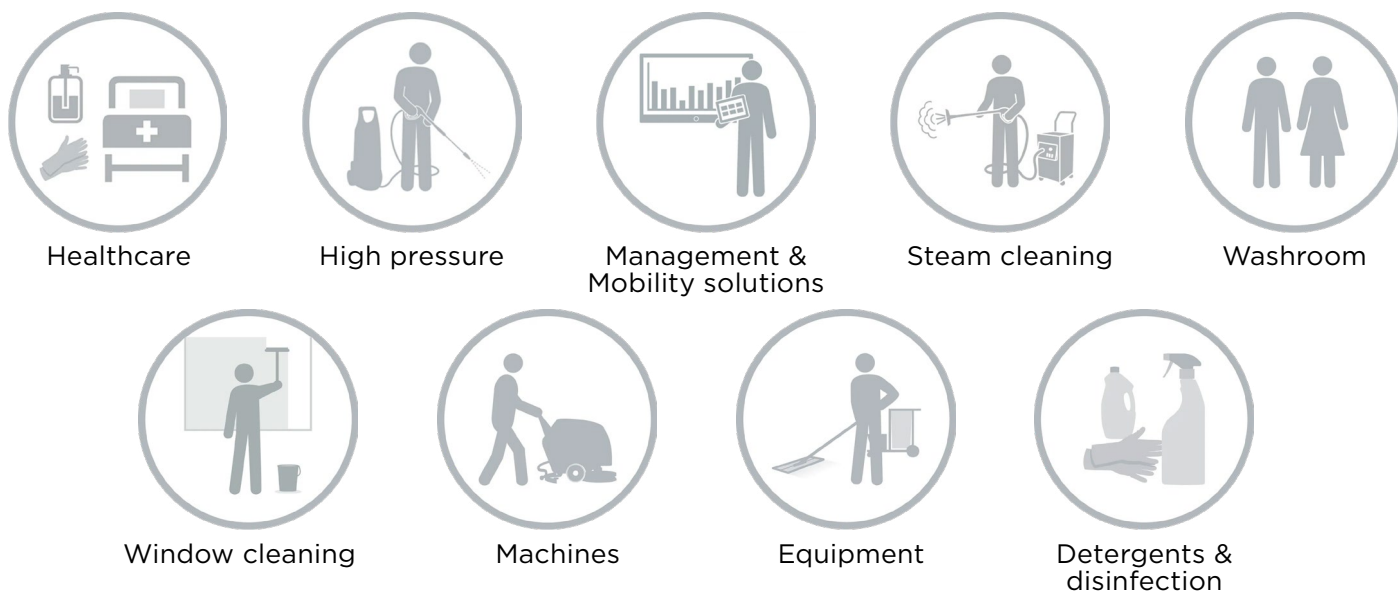 Healthcare
High pressure
Management &
Mobility solutions
Steam cleaning
Washroom
Window cleaning
Machines
Equipment
Detergents &
disinfection